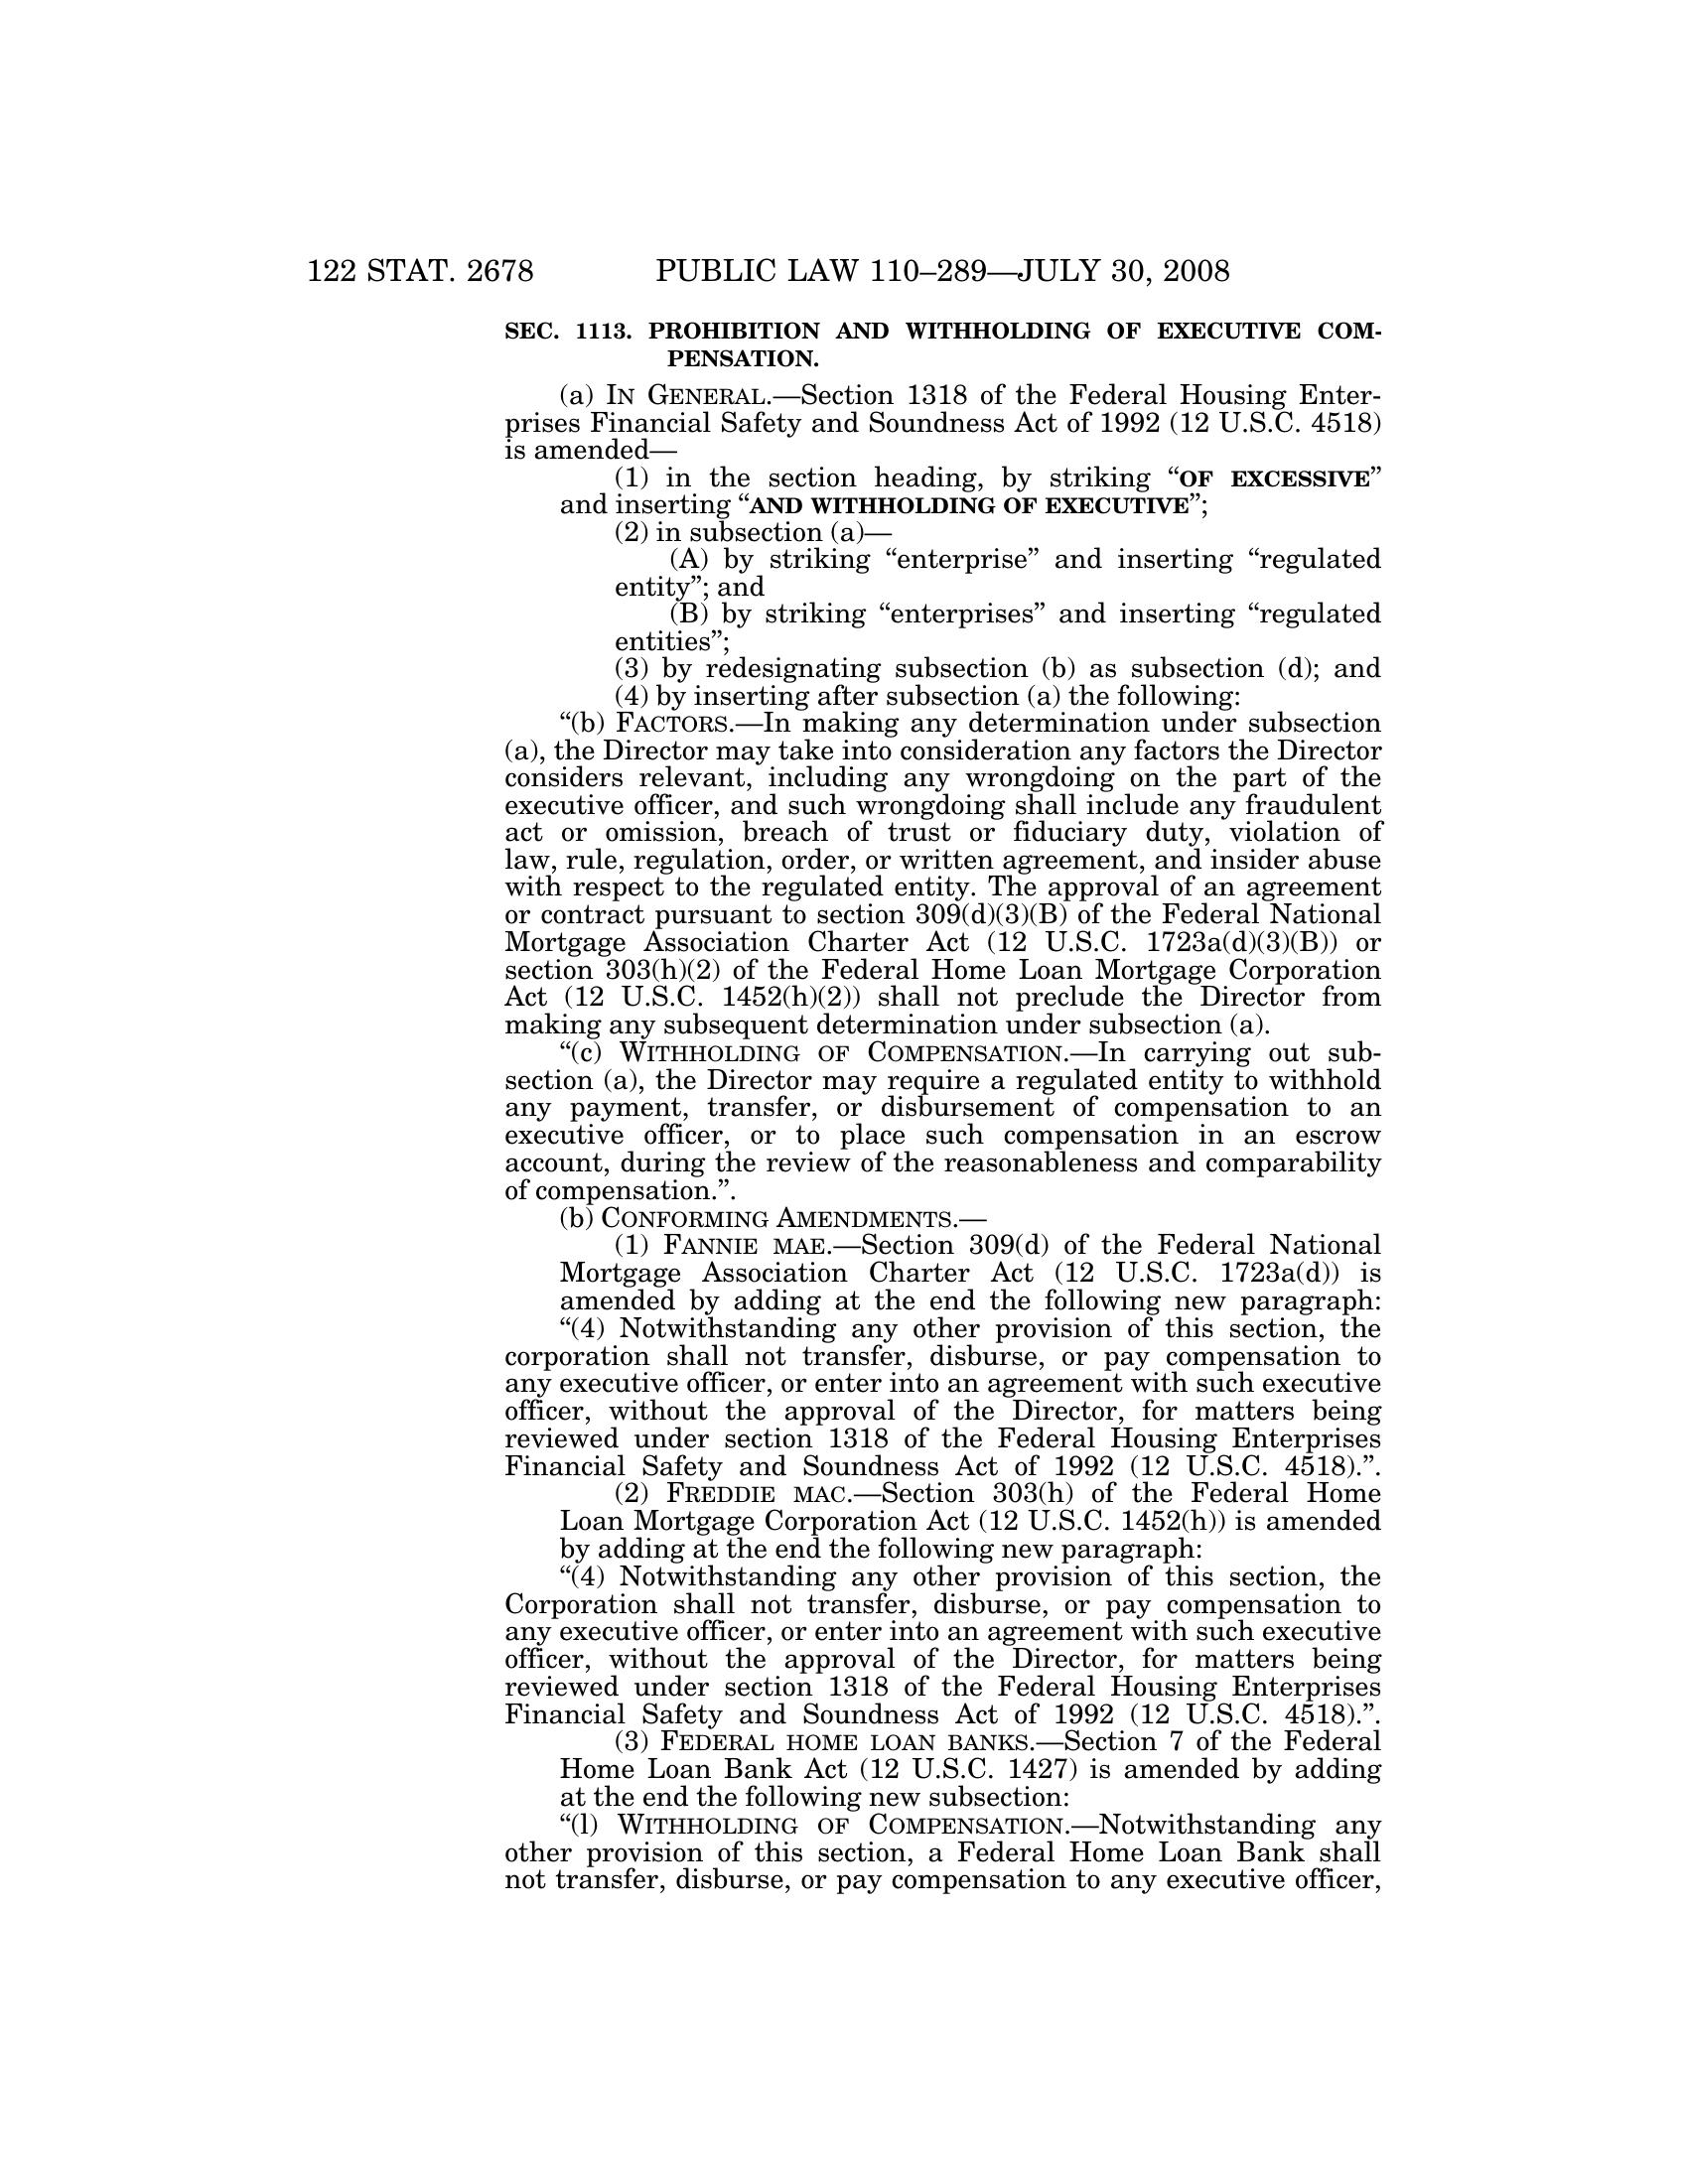 122 STAT. 2678 PUBLIC LAW 110–289—JULY 30, 2008
SEC. 1113. PROHIBITION AND WITHHOLDING OF EXECUTIVE COM-
PENSATION.
(a) IN GENERAL.—Section 1318 of the Federal Housing Enter-
prises Financial Safety and Soundness Act of 1992 (12 U.S.C. 4518)
is amended—
(1) in the section heading, by striking “OF EXCESSIVE”
and inserting “AND WITHHOLDING OF EXECUTIVE”;
(2) in subsection (a)—
(A) by striking “enterprise” and inserting “regulated
entity”; and
(B) by striking “enterprises” and inserting “regulated
entities”;
(3) by redesignating subsection (b) as subsection (d); and
(4) by inserting after subsection (a) the following:
“(b) FACTORS.—In making any determination under subsection
(a), the Director may take into consideration any factors the Director
considers relevant, including any wrongdoing on the part of the
executive officer, and such wrongdoing shall include any fraudulent
act or omission, breach of trust or fiduciary duty, violation of
law, rule, regulation, order, or written agreement, and insider abuse
with respect to the regulated entity. The approval of an agreement
or contract pursuant to section 309(d)(3)(B) of the Federal National
Mortgage Association Charter Act (12 U.S.C. 1723a(d)(3)(B)) or
section 303(h)(2) of the Federal Home Loan Mortgage Corporation
Act (12 U.S.C. 1452(h)(2)) shall not preclude the Director from
making any subsequent determination under subsection (a).
“(c) WITHHOLDING OF COMPENSATION.—In carrying out sub-
section (a), the Director may require a regulated entity to withhold
any payment, transfer, or disbursement of compensation to an
executive officer, or to place such compensation in an escrow
account, during the review of the reasonableness and comparability
of compensation.”.
(b) CONFORMING AMENDMENTS.—
(1) FANNIE MAE.—Section 309(d) of the Federal National
Mortgage Association Charter Act (12 U.S.C. 1723a(d)) is
amended by adding at the end the following new paragraph:
“(4) Notwithstanding any other provision of this section, the
corporation shall not transfer, disburse, or pay compensation to
any executive officer, or enter into an agreement with such executive
officer, without the approval of the Director, for matters being
reviewed under section 1318 of the Federal Housing Enterprises
Financial Safety and Soundness Act of 1992 (12 U.S.C. 4518).”.
(2) FREDDIE MAC.—Section 303(h) of the Federal Home
Loan Mortgage Corporation Act (12 U.S.C. 1452(h)) is amended
by adding at the end the following new paragraph:
“(4) Notwithstanding any other provision of this section, the
Corporation shall not transfer, disburse, or pay compensation to
any executive officer, or enter into an agreement with such executive
officer, without the approval of the Director, for matters being
reviewed under section 1318 of the Federal Housing Enterprises
Financial Safety and Soundness Act of 1992 (12 U.S.C. 4518).”.
(3) FEDERAL HOME LOAN BANKS.—Section 7 of the Federal
Home Loan Bank Act (12 U.S.C. 1427) is amended by adding
at the end the following new subsection:
“(l) WITHHOLDING OF COMPENSATION.—Notwithstanding any
other provision of this section, a Federal Home Loan Bank shall
not transfer, disburse, or pay compensation to any executive officer,